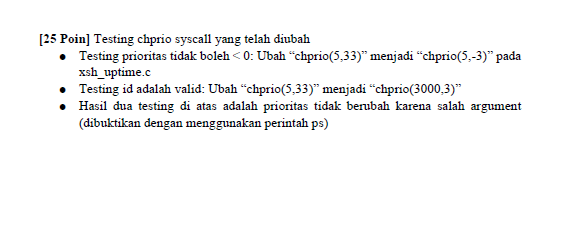 [25 Poin] Testing chprio syscall yang telah diubah
● Testing prioritas tidak boleh < 0: Ubah “chprio(5,33)” menjadi “chprio(5,-3)” pada
xsh_uptime.c
● Testing id adalah valid: Ubah “chprio(5,33)” menjadi “chprio(3000,3)”
● Hasil dua testing di atas adalah prioritas tidak berubah karena salah argument
(dibuktikan dengan menggunakan perintah ps)